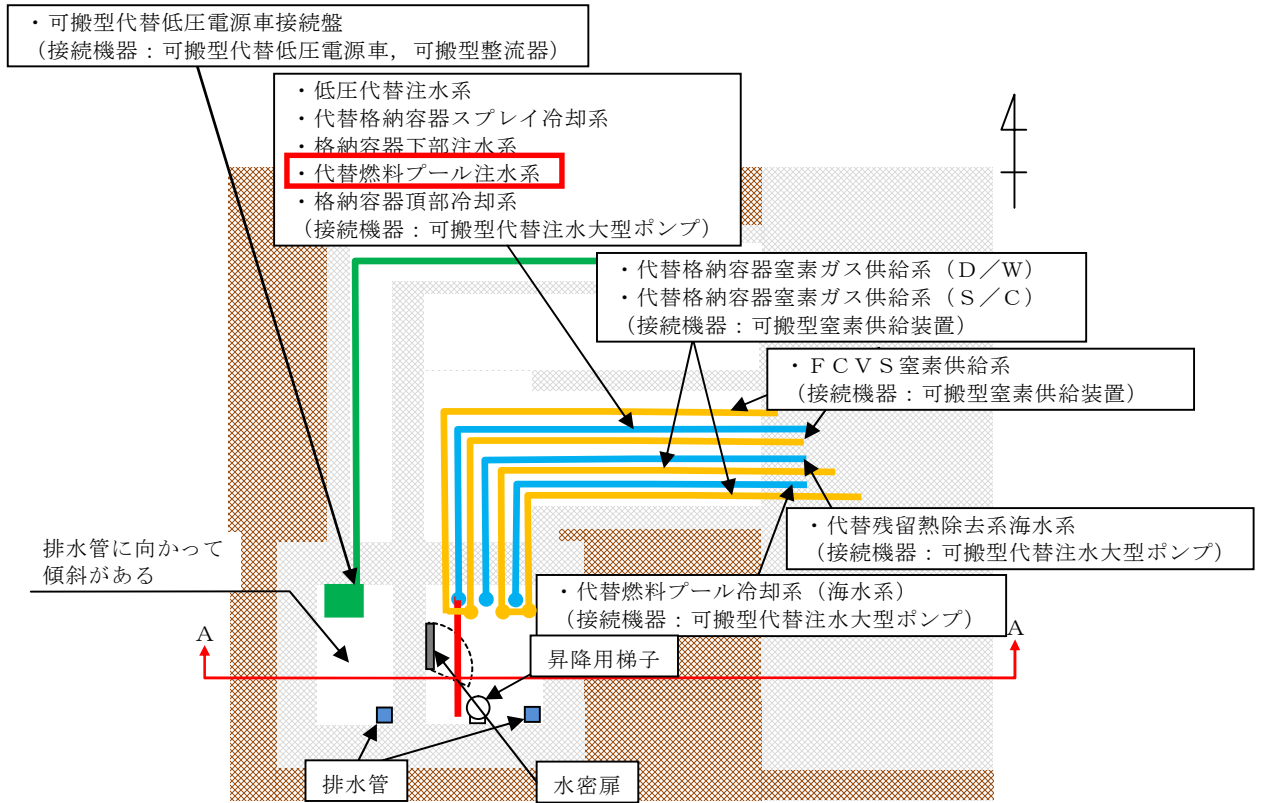 ・可搬型代替低圧電源車接続盤
（接続機器：可搬型代替低圧電源車，可搬型整流器）
・低圧代替注水系
・代替格納容器スプレイ冷却系
・格納容器下部注水系
・代替燃料プール注水系
・格納容器頂部冷却系
（接続機器：可搬型代替注水大型ポンプ）
・代替格納容器窒素ガス供給系（Ｄ／Ｗ）
・代替格納容器窒素ガス供給系（Ｓ／Ｃ）
（接続機器：可搬型窒素供給装置）
・ＦＣＶＳ窒素供給系
（接続機器：可搬型窒素供給装置）
・代替残留熱除去系海水系
（接続機器：可搬型代替注水大型ポンプ）
排水管に向かって
傾斜がある
・代替燃料プール冷却系（海水系）
（接続機器：可搬型代替注水大型ポンプ）
A
A
昇降用梯子
排水管
水密扉